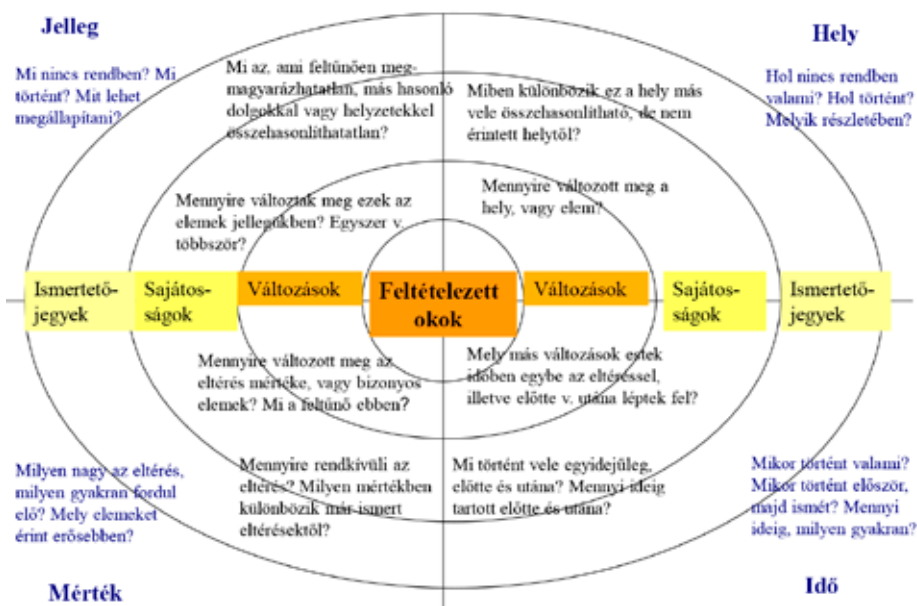 Jelleg
Mi nincs rendben? Mi
történt? Mit lehet
megállapítani?
Mi az, ami feltűnően meg-
magyarázhatatlan, más hasonló
dolgokkal vagy helyzetekkel
összehasonlíthatatlan?
Miben különbözik ez a hely más
vele összehasonlítható, de nem
érintett helytől?
Hely
Hol nincs rendben
valami? Hol történt?
Melyik részletében?
Mennyire változtak meg ezek az
elemek jellegükben? Egyszer v.
többször?
Mennyire változott meg a
hely, vagy elem?
Ismertető-
jegyek
Sajátos-
ságok
Változások
Feltételezett
okok
Változások
Sajátos-
ságok
Ismertető-
jegyek
Mennyire változott meg az
eltérés mértéke, vagy bizonyos
elemek? Mi a feltűnő ebben?
Mely más változások estek
időben egybe az eltéréssel,
illetve előtte v. utána léptek fel?
Milyen nagy az eltérés,
milyen gyakran fordul
elő? Mely elemeket
érint erősebben?
Mennyire rendkívüli az
eltérés? Milyen mértékben
különbözik már ismert
eltérésektől?
Mi történt vele egyidejűleg,
előtte és utána? Mennyi ideig
tartott előtte és utána?
Mikor történt valami?
Mikor történt először,
majd ismét? Mennyi
ideig, milyen gyakran?
Mérték
Idő